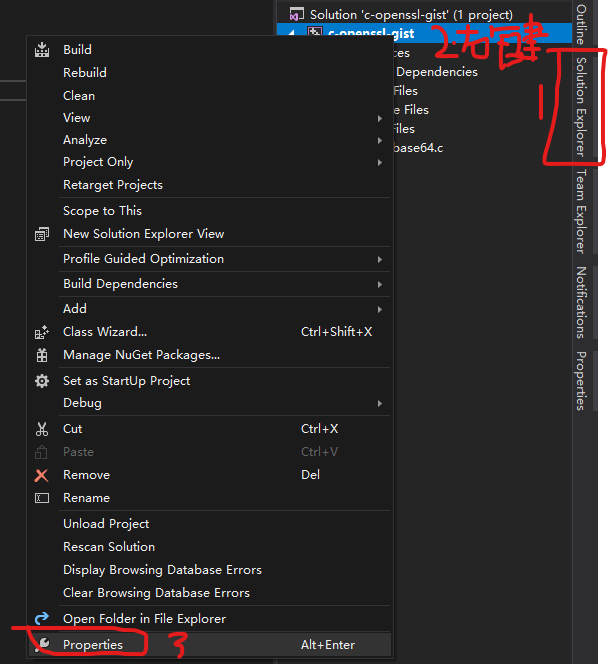 Solution 'c-openssl-gist' (1 project)
c-openssl-gist
2.右键
ces
Dependencies
Files
e Files
Files
base64.c
Build
Rebuild
Clean
View
Analyze
Project Only
Retarget Projects
Scope to This
New Solution Explorer View
Profile Guided Optimization
Build Dependencies
Add
Class Wizard... Ctrl+Shift+X
Manage NuGet Packages...
Set as StartUp Project
Debug
Cut Ctrl+X
Paste Ctrl+V
Remove Del
Rename
Unload Project
Rescan Solution
Display Browsing Database Errors
Clear Browsing Database Errors
Open Folder in File Explorer
Properties Alt+Enter
3
1
Outline
Solution Explorer
Team Explorer
Notifications
Properties